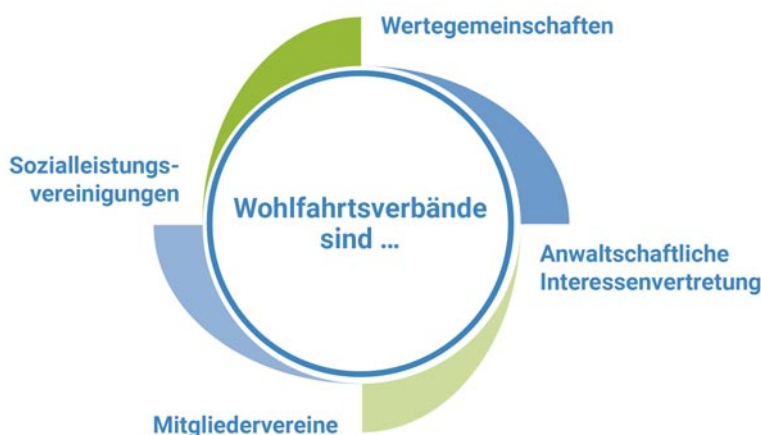 Wertegemeinschaften
Sozialleistungs-
vereinigungen
Wohlfahrtsverbände
sind ...
Anwaltschaftliche
Interessenvertretung
Mitgliedervereine